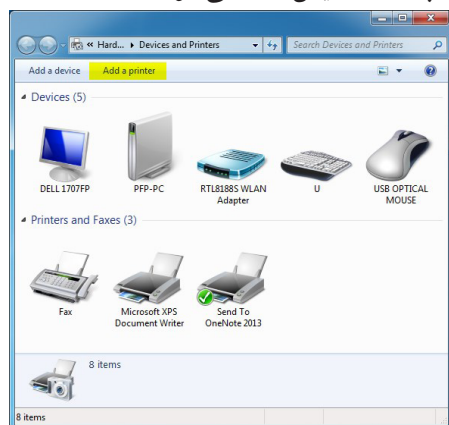 « Hard... ▸ Devices and Printers
Search Devices and Printers
Add a device Add a printer
Devices (5)
DELL 1707FP PFP-PC RTL8188S WLAN Adapter U USB OPTICAL MOUSE
Printers and Faxes (3)
Fax Microsoft XPS Document Writer Send To OneNote 2013
8 items
8 items